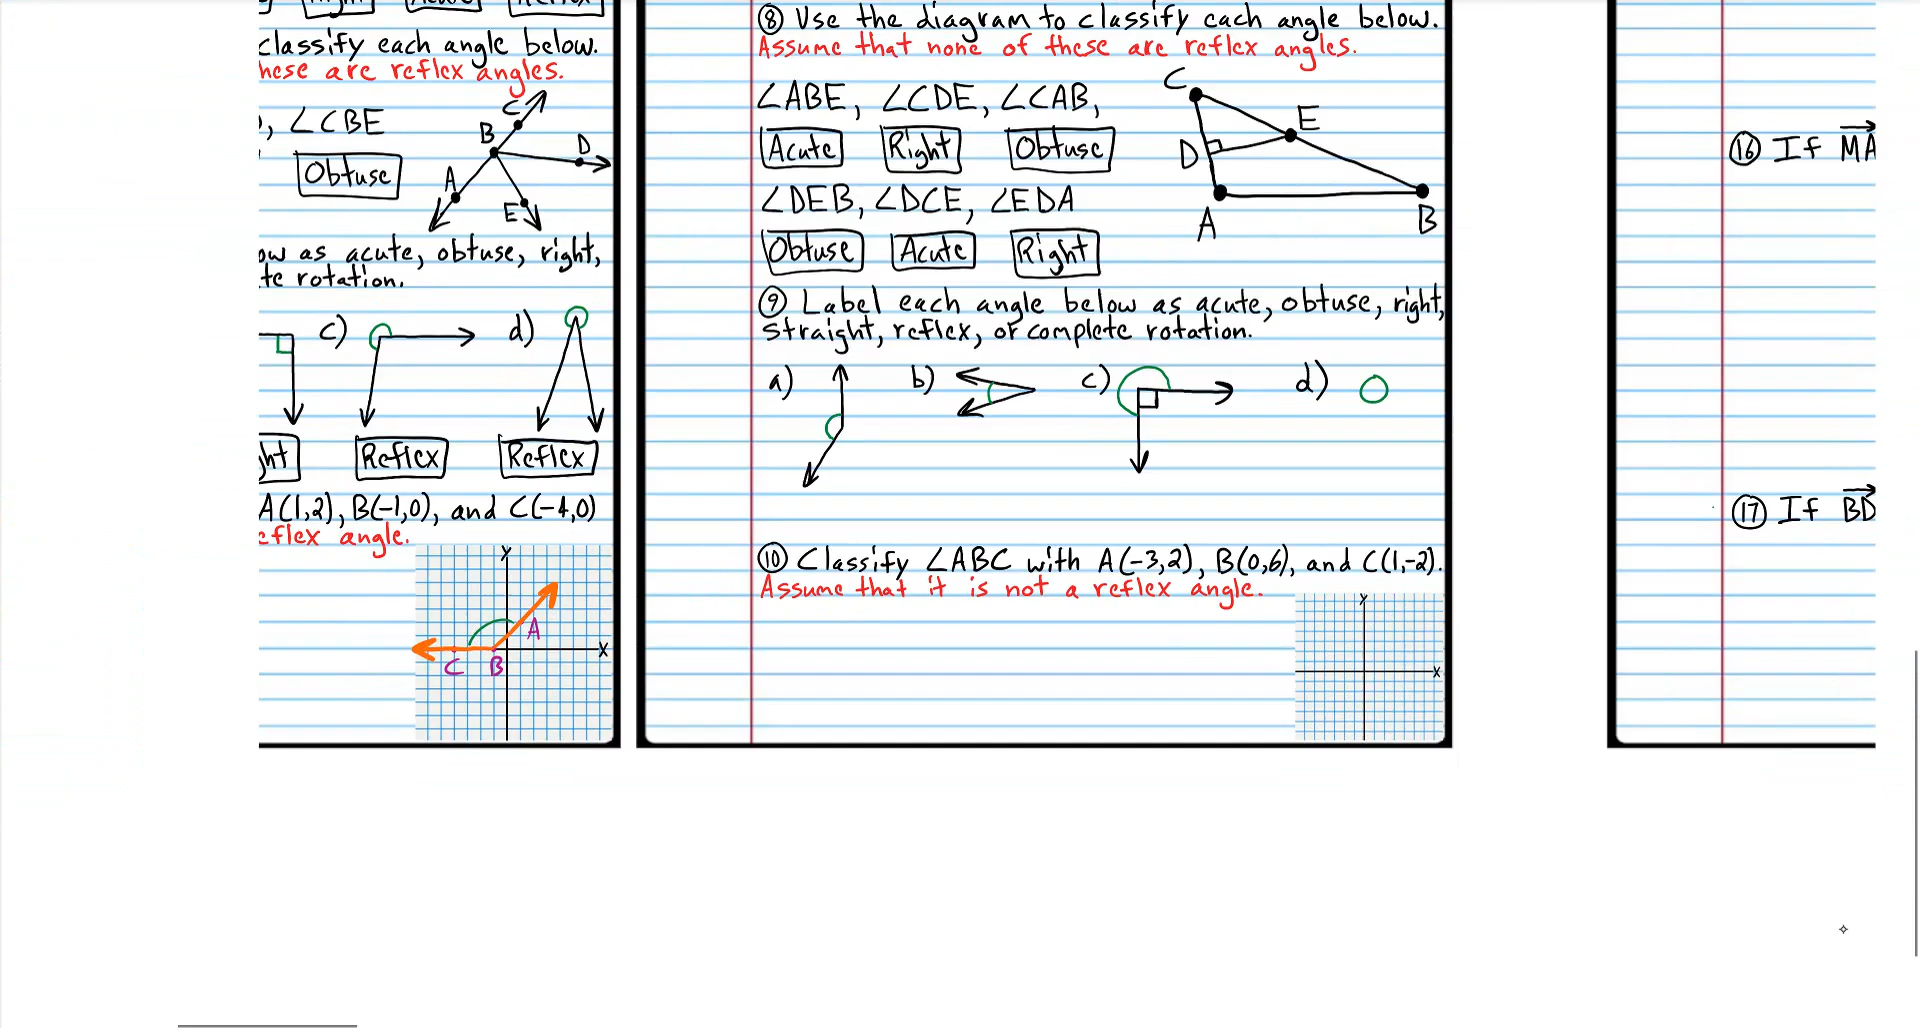 classify each angle below.
hese are reflex angles.
, ∠CBE
Obtuse
C
B
D
A
E
ow as acute, obtuse, right,
te rotation.
c)
d)
ght
Reflex
Reflex
A(1,2), B(-1,0), and C(-4,0)
eflex angle.
Y
A
X
C
B
⑧ Use the diagram to classify each angle below.
Assume that none of these are reflex angles.
∠ABE, ∠CDE, ∠CAB,
Acute Right Obtuse
∠DEB, ∠DCE, ∠EDA
Obtuse Acute Right
C
E
D
A
B
⑨ Label each angle below as acute, obtuse, right,
straight, reflex, or complete rotation.
a) b) c) d)
⑩ Classify ∠ABC with A(-3,2), B(0,6), and C(1,-2).
Assume that it is not a reflex angle.
Y
X
⑯ If MA
⑰ If BD